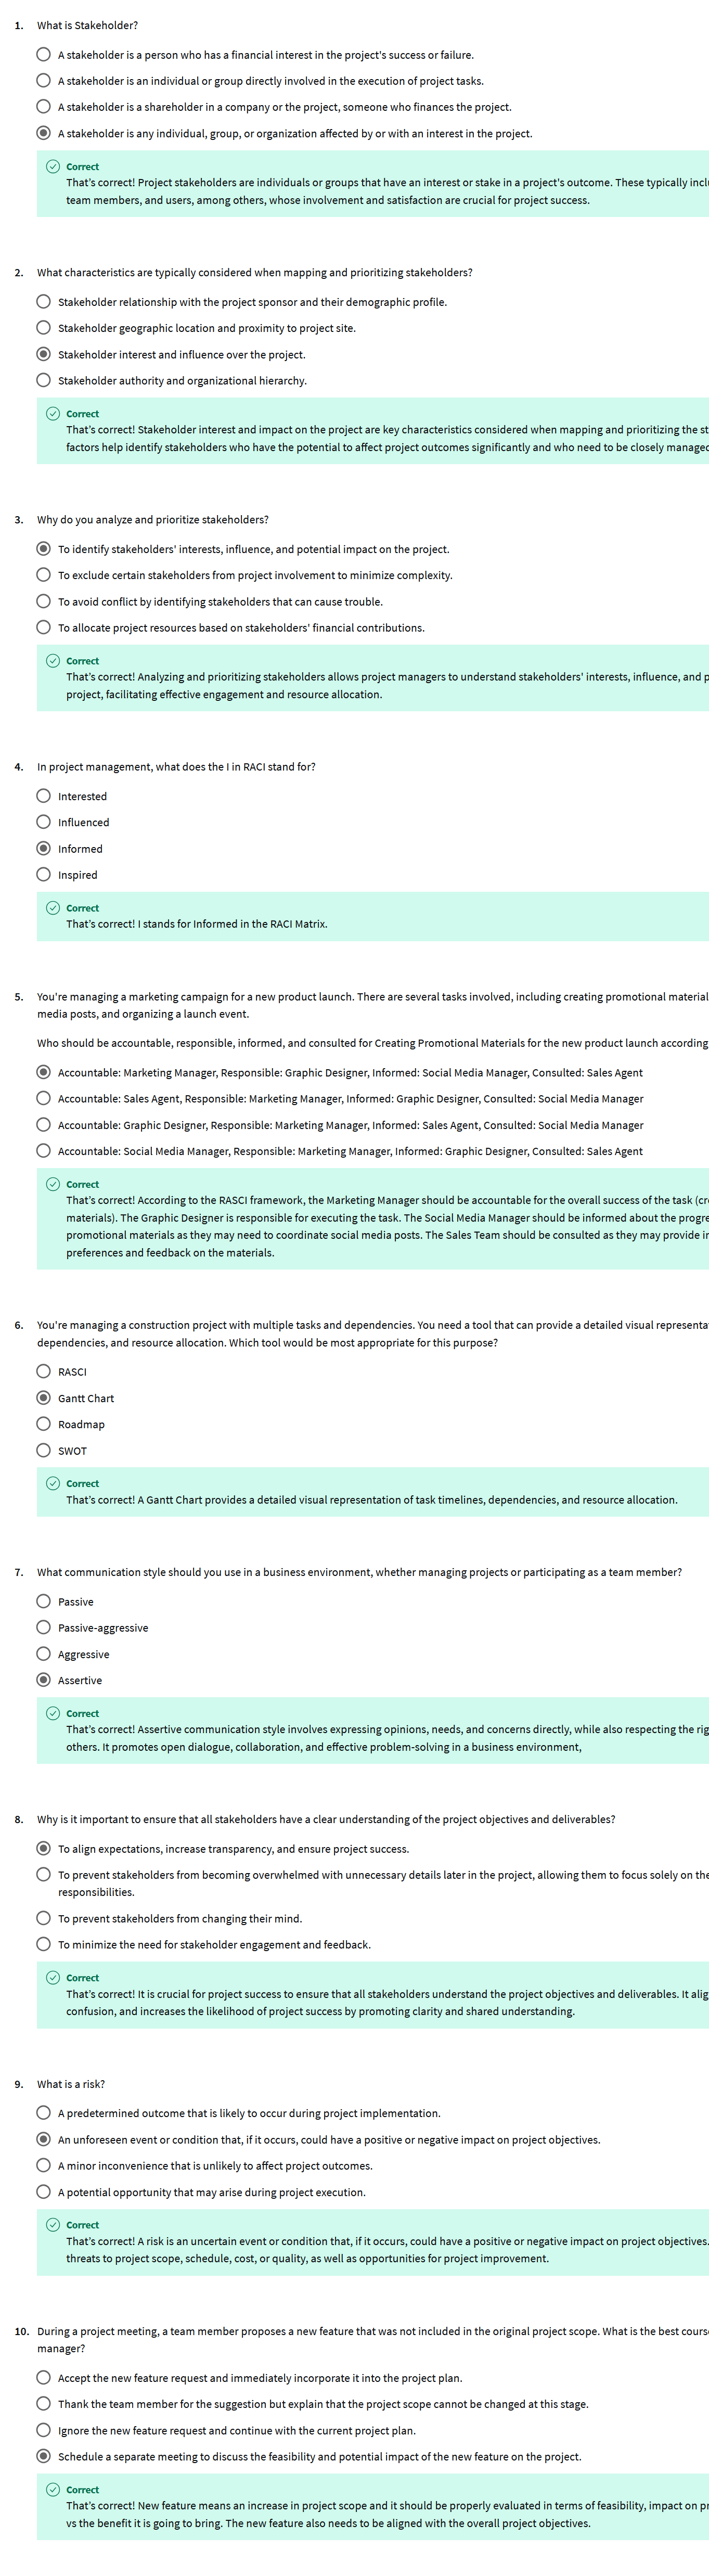 1. What is Stakeholder?
A stakeholder is a person who has a financial interest in the project's success or failure.
A stakeholder is an individual or group directly involved in the execution of project tasks.
A stakeholder is a shareholder in a company or the project, someone who finances the project.
A stakeholder is any individual, group, or organization affected by or with an interest in the project.
Correct
That's correct! Project stakeholders are individuals or groups that have an interest or stake in a project's outcome. These typically
team members, and users, among others, whose involvement and satisfaction are crucial for project success.
2. What characteristics are typically considered when mapping and prioritizing stakeholders?
Stakeholder relationship with the project sponsor and their demographic profile.
Stakeholder geographic location and proximity to project site.
Stakeholder interest and influence over the project.
Stakeholder authority and organizational hierarchy.
Correct
That's correct! Stakeholder interest and impact on the project are key characteristics considered when mapping and prioritizing the
factors help identify stakeholders who have the potential to affect project outcomes significantly and who need to be closely
3. Why do you analyze and prioritize stakeholders?
To identify stakeholders' interests, influence, and potential impact on the project.
To exclude certain stakeholders from project involvement to minimize complexity.
To avoid conflict by identifying stakeholders that can cause trouble.
To allocate project resources based on stakeholders' financial contributions.
Correct
That's correct! Analyzing and prioritizing stakeholders allows project managers to understand stakeholders' interests, influence, and
project, facilitating effective engagement and resource allocation.
4. In project management, what does the I in RACI stand for?
Interested
Influenced
Informed
Inspired
Correct
That's correct! I stands for Informed in the RACI Matrix.
5. You're managing a marketing campaign for a new product launch. There are several tasks involved, including creating promotional material
media posts, and organizing a launch event.
Who should be accountable, responsible, informed, and consulted for Creating Promotional Materials for the new product launch according
Accountable: Marketing Manager, Responsible: Graphic Designer, Informed: Social Media Manager, Consulted: Sales Agent
Accountable: Sales Agent, Responsible: Marketing Manager, Informed: Graphic Designer, Consulted: Social Media Manager
Accountable: Graphic Designer, Responsible: Marketing Manager, Informed: Sales Agent, Consulted: Social Media Manager
Accountable: Social Media Manager, Responsible: Marketing Manager, Informed: Graphic Designer, Consulted: Sales Agent
Correct
That's correct! According to the RASCI framework, the Marketing Manager should be accountable for the overall success of the task
materials). The Graphic Designer is responsible for executing the task. The Social Media Manager should be informed about the
promotional materials as they may need to coordinate social media posts. The Sales Team should be consulted as they may provide
preferences and feedback on the materials.
6. You're managing a construction project with multiple tasks and dependencies. You need a tool that can provide a detailed visual
dependencies, and resource allocation. Which tool would be most appropriate for this purpose?
RASCI
Gantt Chart
Roadmap
SWOT
Correct
That's correct! A Gantt Chart provides a detailed visual representation of task timelines, dependencies, and resource allocation.
7. What communication style should you use in a business environment, whether managing projects or participating as a team member?
Passive
Passive-aggressive
Aggressive
Assertive
Correct
That's correct! Assertive communication style involves expressing opinions, needs, and concerns directly, while also respecting the
others. It promotes open dialogue, collaboration, and effective problem-solving in a business environment,
8. Why is it important to ensure that all stakeholders have a clear understanding of the project objectives and deliverables?
To align expectations, increase transparency, and ensure project success.
To prevent stakeholders from becoming overwhelmed with unnecessary details later in the project, allowing them to focus solely on
responsibilities.
To prevent stakeholders from changing their mind.
To minimize the need for stakeholder engagement and feedback.
Correct
That's correct! It is crucial for project success to ensure that all stakeholders understand the project objectives and deliverables. It
confusion, and increases the likelihood of project success by promoting clarity and shared understanding.
9. What is a risk?
A predetermined outcome that is likely to occur during project implementation.
An unforeseen event or condition that, if it occurs, could have a positive or negative impact on project objectives.
A minor inconvenience that is unlikely to affect project outcomes.
A potential opportunity that may arise during project execution.
Correct
That's correct! A risk is an uncertain event or condition that, if it occurs, could have a positive or negative impact on project objectives.
threats to project scope, schedule, cost, or quality, as well as opportunities for project improvement.
10. During a project meeting, a team member proposes a new feature that was not included in the original project scope. What is the best
manager?
Accept the new feature request and immediately incorporate it into the project plan.
Thank the team member for the suggestion but explain that the project scope cannot be changed at this stage.
Ignore the new feature request and continue with the current project plan.
Schedule a separate meeting to discuss the feasibility and potential impact of the new feature on the project.
Correct
That's correct! New feature means an increase in project scope and it should be properly evaluated in terms of feasibility, impact on
vs the benefit it is going to bring. The new feature also needs to be aligned with the overall project objectives.